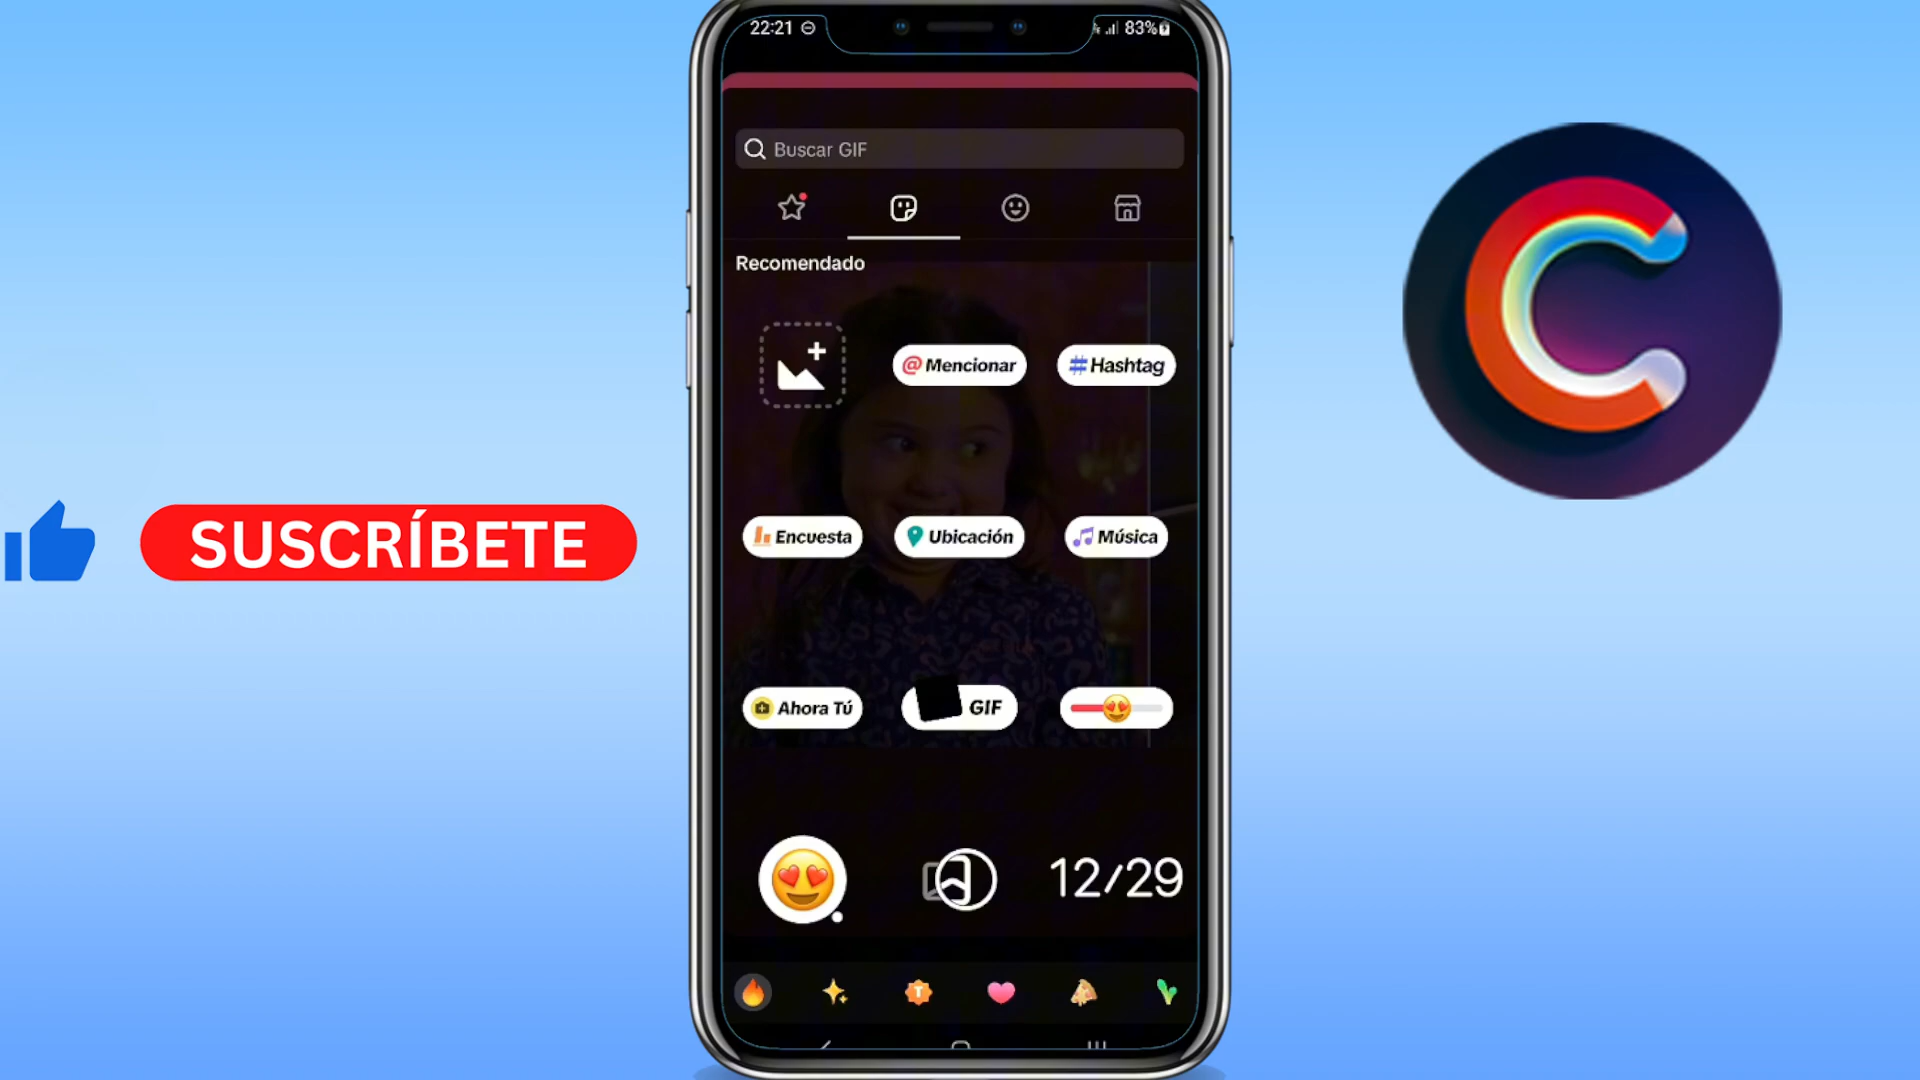 22:21
83%
Buscar GIF
Recomendado
@Mencionar
#Hashtag
Encuesta
Ubicación
Música
SUSCRÍBETE
Ahora Tú
GIF
12/29
T
C